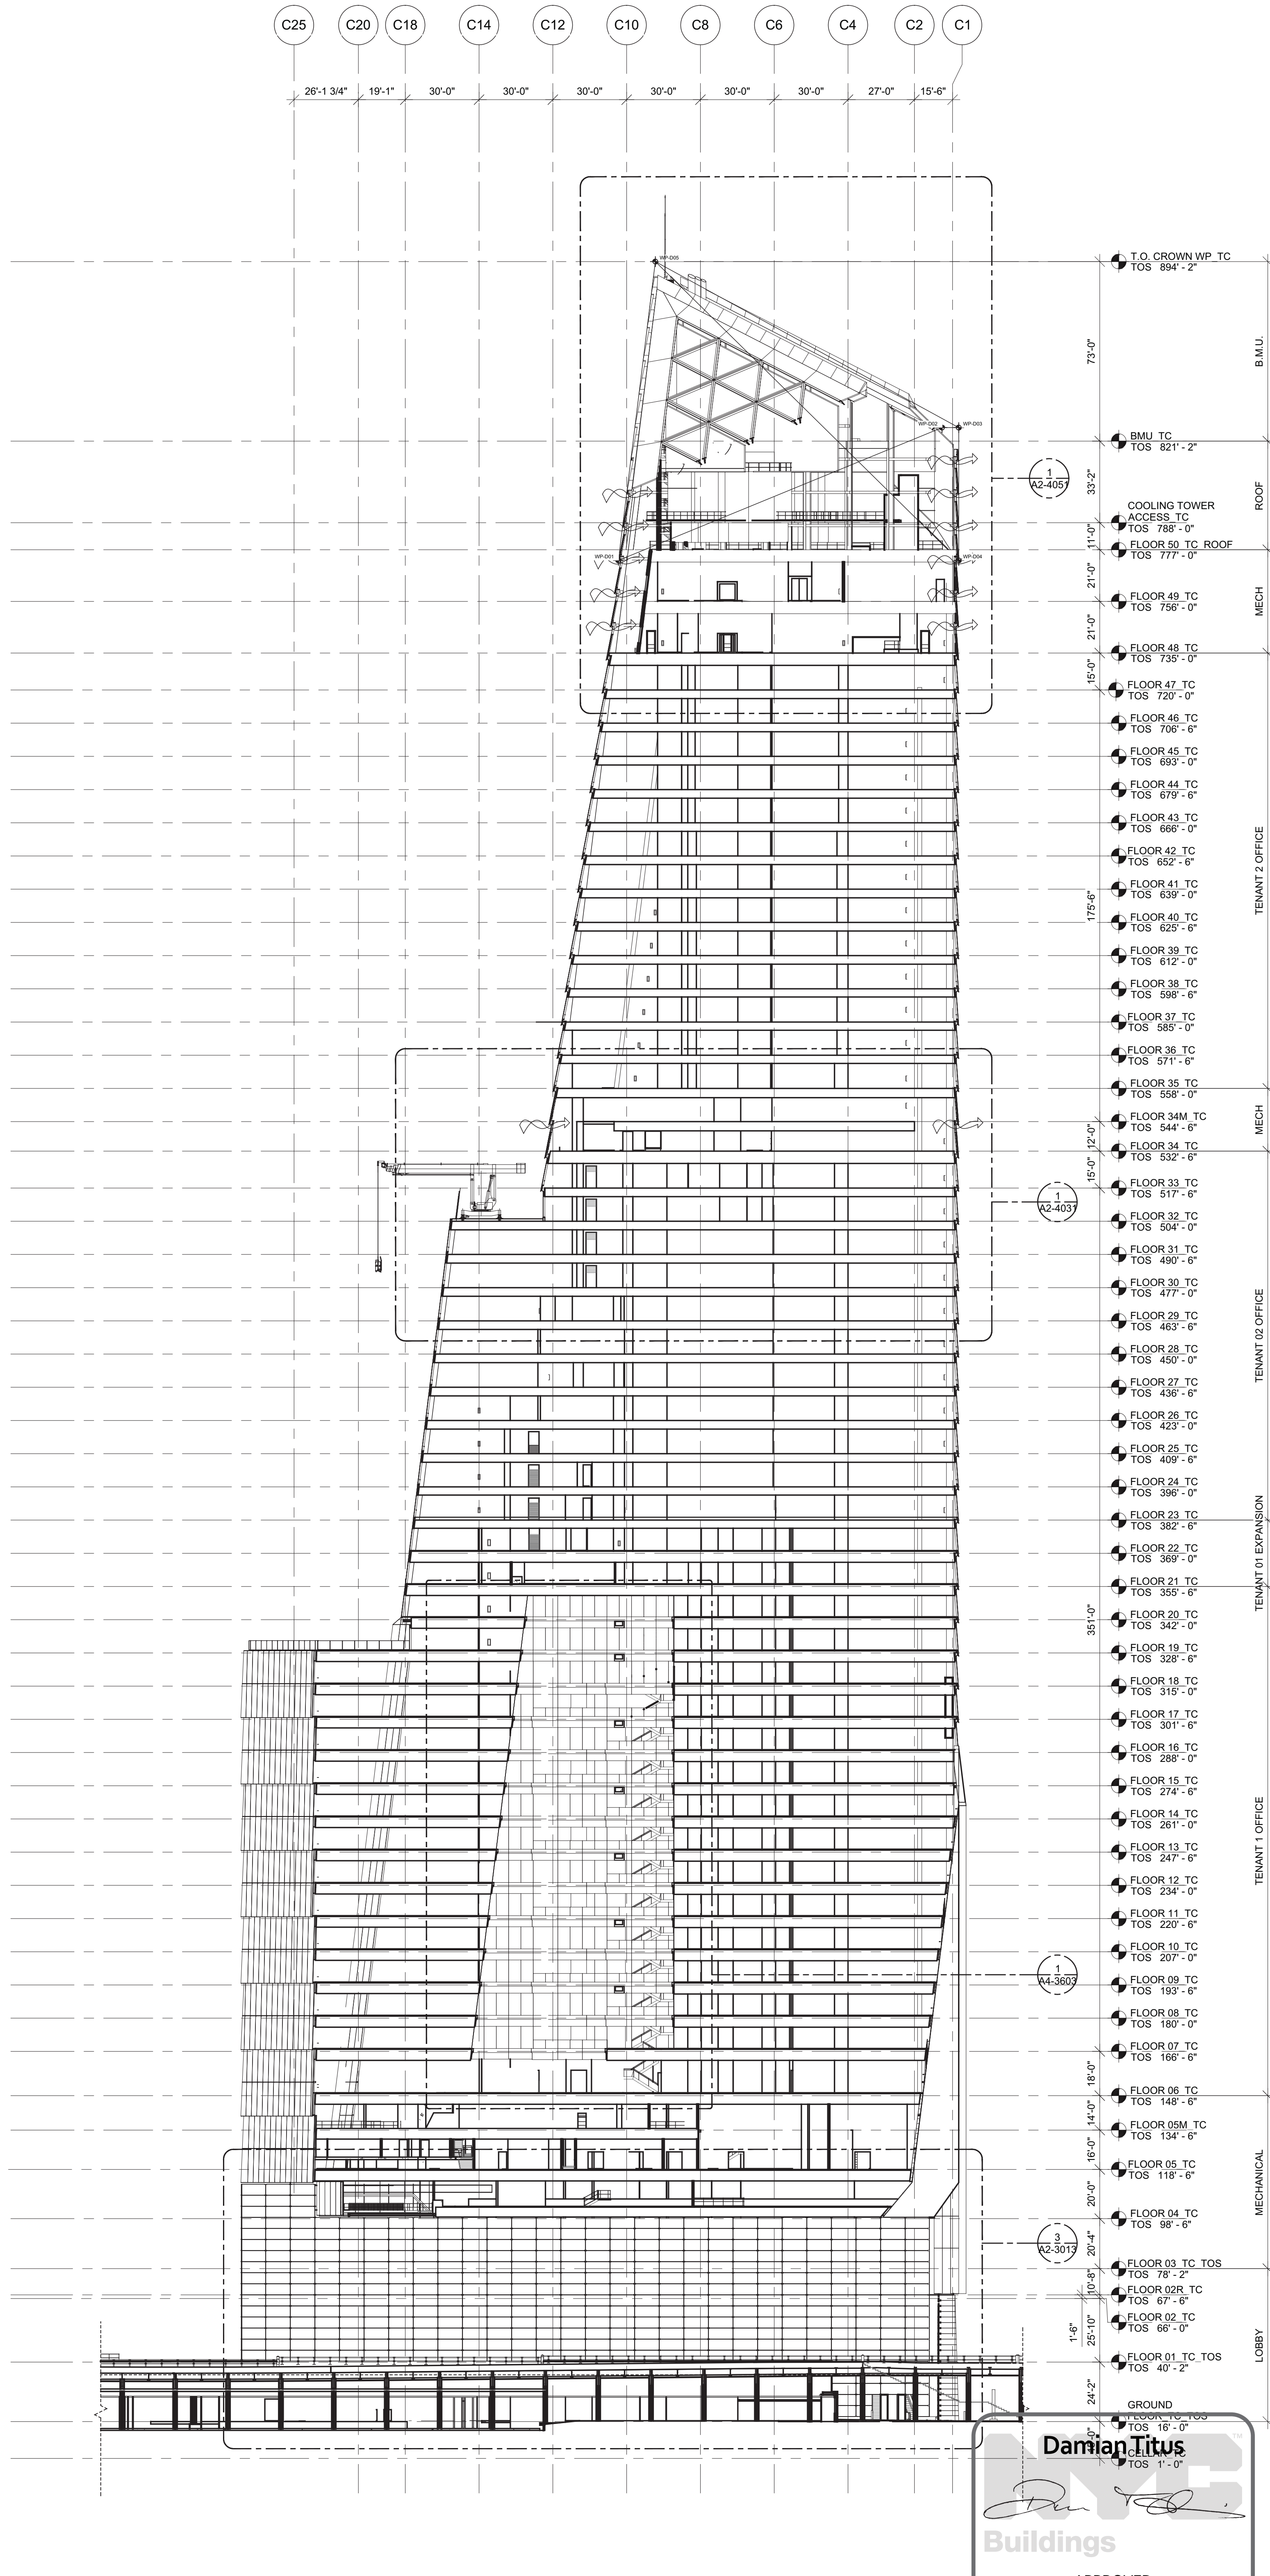 C25 C20 C18 C14 C12 C10 C8 C6 C4 C2 C1
26'-1 3/4" 19'-1" 30'-0" 30'-0" 30'-0" 30'-0" 30'-0" 30'-0" 27'-0" 15'-6"
WP-D05
T.O. CROWN WP_TC
TOS 894' - 2"
73'-0"
B.M.U.
WP-D02
WP-D03
BMU_TC
TOS 821' - 2"
1
A2-4051
33'-2"
ROOF
COOLING TOWER
ACCESS_TC
TOS 788' - 0"
11'-0"
FLOOR 50_TC_ROOF
TOS 777' - 0"
WP-D01
WP-D04
21'-0"
FLOOR 49_TC
TOS 756' - 0"
MECH
21'-0"
FLOOR 48_TC
TOS 735' - 0"
15'-0"
FLOOR 47_TC
TOS 720' - 0"
FLOOR 46_TC
TOS 706' - 6"
FLOOR 45_TC
TOS 693' - 0"
FLOOR 44_TC
TOS 679' - 6"
FLOOR 43_TC
TOS 666' - 0"
FLOOR 42_TC
TOS 652' - 6"
TENANT 2 OFFICE
FLOOR 41_TC
TOS 639' - 0"
175'-6"
FLOOR 40_TC
TOS 625' - 6"
FLOOR 39_TC
TOS 612' - 0"
FLOOR 38_TC
TOS 598' - 6"
FLOOR 37_TC
TOS 585' - 0"
FLOOR 36_TC
TOS 571' - 6"
FLOOR 35_TC
TOS 558' - 0"
FLOOR 34M_TC
TOS 544' - 6"
MECH
12'-0"
FLOOR 34_TC
TOS 532' - 6"
15'-0"
FLOOR 33_TC
TOS 517' - 6"
1
A2-4031
FLOOR 32_TC
TOS 504' - 0"
FLOOR 31_TC
TOS 490' - 6"
FLOOR 30_TC
TOS 477' - 0"
FLOOR 29_TC
TOS 463' - 6"
TENANT 02 OFFICE
FLOOR 28_TC
TOS 450' - 0"
FLOOR 27_TC
TOS 436' - 6"
FLOOR 26_TC
TOS 423' - 0"
FLOOR 25_TC
TOS 409' - 6"
FLOOR 24_TC
TOS 396' - 0"
FLOOR 23_TC
TOS 382' - 6"
FLOOR 22_TC
TOS 369' - 0"
TENANT 01 EXPANSION
FLOOR 21_TC
TOS 355' - 6"
351'-0"
FLOOR 20_TC
TOS 342' - 0"
FLOOR 19_TC
TOS 328' - 6"
FLOOR 18_TC
TOS 315' - 0"
FLOOR 17_TC
TOS 301' - 6"
FLOOR 16_TC
TOS 288' - 0"
FLOOR 15_TC
TOS 274' - 6"
FLOOR 14_TC
TOS 261' - 0"
TENANT 1 OFFICE
FLOOR 13_TC
TOS 247' - 6"
FLOOR 12_TC
TOS 234' - 0"
FLOOR 11_TC
TOS 220' - 6"
FLOOR 10_TC
TOS 207' - 0"
1
A4-3603
FLOOR 09_TC
TOS 193' - 6"
FLOOR 08_TC
TOS 180' - 0"
FLOOR 07_TC
TOS 166' - 6"
18'-0"
FLOOR 06_TC
TOS 148' - 6"
14'-0"
FLOOR 05M_TC
TOS 134' - 6"
16'-0"
FLOOR 05_TC
TOS 118' - 6"
MECHANICAL
20'-0"
FLOOR 04_TC
TOS 98' - 6"
3
A2-3013
20'-4"
FLOOR 03_TC_TOS
TOS 78' - 2"
10'-8"
FLOOR 02R_TC
TOS 67' - 6"
1'-6"
FLOOR 02_TC
TOS 66' - 0"
25'-10"
LOBBY
FLOOR 01_TC_TOS
TOS 40' - 2"
24'-2"
GROUND
FLOOR_TC_TOS
TOS 16' - 0"
CELLAR_TC
TOS 1' - 0"
NYC
TM
Damian Titus
Buildings